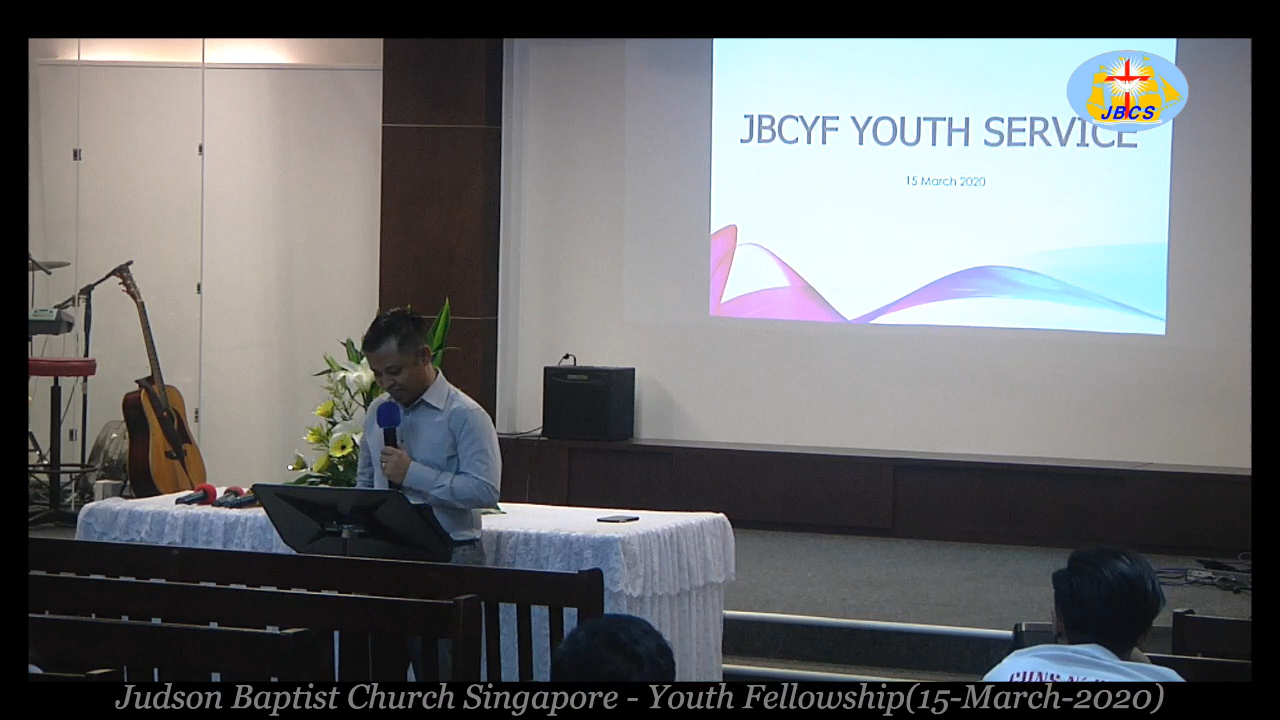 JBCYF YOUTH SERVICE
15 March 2020
JBCS
Judson Baptist Church Singapore - Youth Fellowship(15-March-2020)